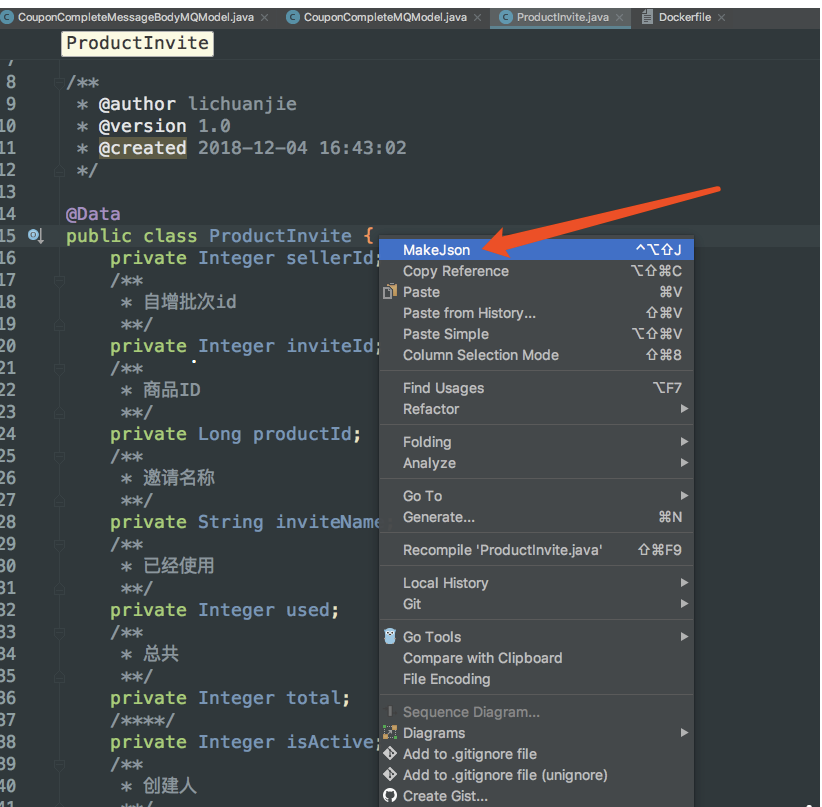 CouponCompleteMessageBodyMQModel.java × CouponCompleteMQModel.java × ProductInvite.java × Dockerfile ×
ProductInvite
7
8 /**
9 * @author lichuanjie
10 * @version 1.0
11 * @created 2018-12-04 16:43:02
12 */
13
14 @Data
15 public class ProductInvite {
16 private Integer sellerId;
17 /**
18 * 自增批次id
19 **/
20 private Integer inviteId;
21 /**
22 * 商品ID
23 **/
24 private Long productId;
25 /**
26 * 邀请名称
27 **/
28 private String inviteName
29 /**
30 * 已经使用
31 **/
32 private Integer used;
33 /**
34 * 总共
35 **/
36 private Integer total;
37 /****/
38 private Integer isActive;
39 /**
40 * 创建人
41 **/
MakeJson ^⌥⇧J
Copy Reference ⌥⇧⌘C
Paste ⌘V
Paste from History... ⇧⌘V
Paste Simple ⌥⇧⌘V
Column Selection Mode ⇧⌘8
Find Usages ⌥F7
Refactor
Folding
Analyze
Go To
Generate... ⌘N
Recompile 'ProductInvite.java' ⇧⌘F9
Local History
Git
Go Tools
Compare with Clipboard
File Encoding
Sequence Diagram...
Diagrams
Add to .gitignore file
Add to .gitignore file (unignore)
Create Gist...